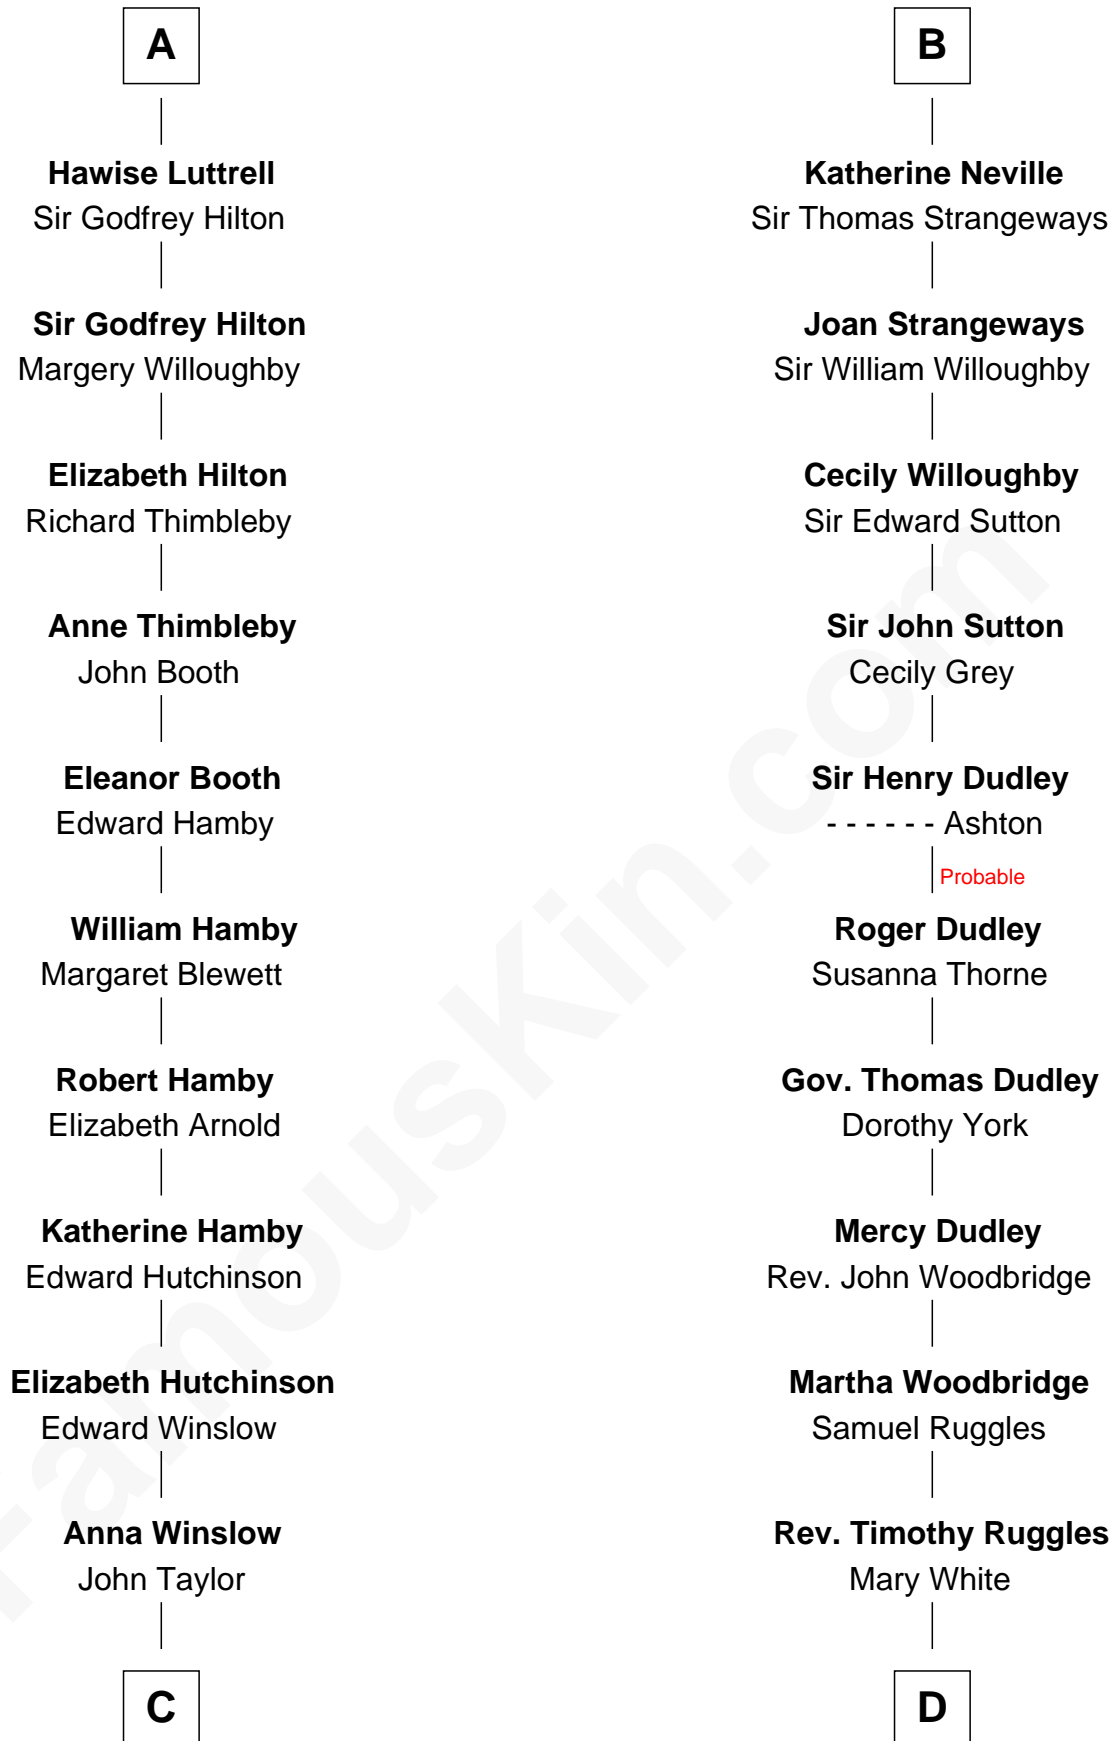 A
Hawise Luttrell
Sir Godfrey Hilton
Sir Godfrey Hilton
Margery Willoughby
Elizabeth Hilton
Richard Thimbleby
Anne Thimbleby
John Booth
Eleanor Booth
Edward Hamby
William Hamby
Margaret Blewett
Robert Hamby
Elizabeth Arnold
Katherine Hamby
Edward Hutchinson
Elizabeth Hutchinson
Edward Winslow
Anna Winslow
John Taylor
C
B
Katherine Neville
Sir Thomas Strangeways
Joan Strangeways
Sir William Willoughby
Cecily Willoughby
Sir Edward Sutton
Sir John Sutton
Cecily Grey
Sir Henry Dudley
- - - - - - Ashton
Probable
Roger Dudley
Susanna Thorne
Gov. Thomas Dudley
Dorothy York
Mercy Dudley
Rev. John Woodbridge
Martha Woodbridge
Samuel Ruggles
Rev. Timothy Ruggles
Mary White
D
FamousKin.com